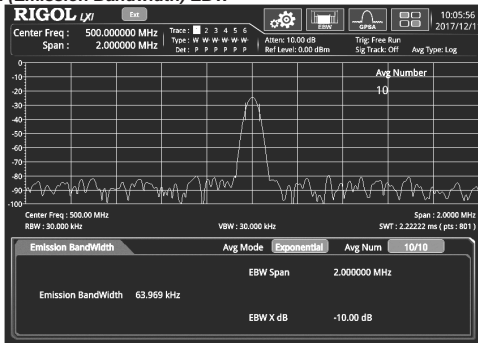 (Emission Bandwidth) EBW
RIGOL LXI Ext 10:05:56
2017/12/1
Center Freq : 500.000000 MHz
Span : 2.000000 MHz
Trace : 1 2 3 4 5 6
Type : W W W W W W
Det : P P P P P P
EBW GPSA
Atten: 10.00 dB Trig: Free Run
Ref Level: 0.00 dBm Sig Track: Off Avg Type: Log
0
-10
-20
-30
-40
-50
-60
-70
-80
-90
-100
Avg Number
10
Center Freq : 500.00 MHz Span : 2.0000 MHz
RBW : 30.000 kHz VBW : 30.000 kHz SWT : 2.22222 ms ( pts : 801 )
Emission BandWidth Avg Mode Exponential Avg Num 10/10
EBW Span 2.000000 MHz
Emission BandWidth 63.969 kHz
EBW X dB -10.00 dB